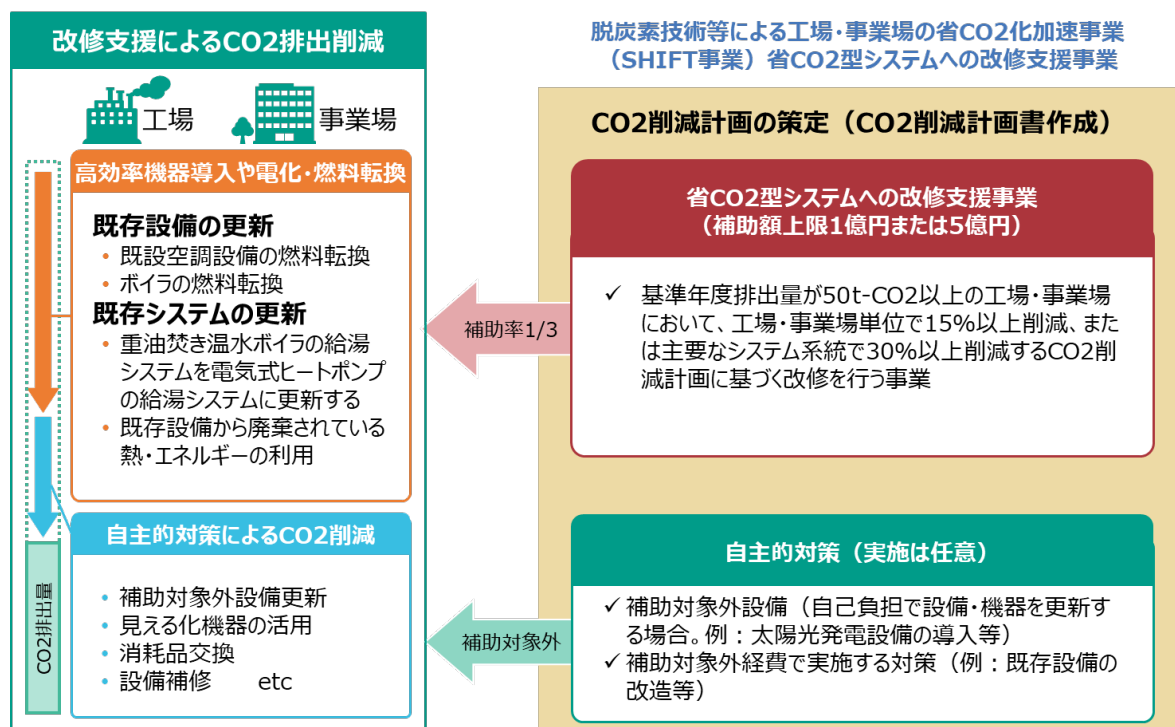 改修支援によるCO2排出削減
工場
事業場
高効率機器導入や電化・燃料転換
既存設備の更新
• 既設空調設備の燃料転換
• ボイラの燃料転換
既存システムの更新
• 重油焚き温水ボイラの給湯
システムを電気式ヒートポンプ
の給湯システムに更新する
• 既存設備から廃棄されている
熱・エネルギーの利用
自主的対策によるCO2削減
• 補助対象外設備更新
• 見える化機器の活用
• 消耗品交換
• 設備補修 etc
CO2排出量
補助率1/3
補助対象外
脱炭素技術等による工場・事業場の省CO2化加速事業
（SHIFT事業）省CO2型システムへの改修支援事業
CO2削減計画の策定（CO2削減計画書作成）
省CO2型システムへの改修支援事業
（補助額上限1億円または5億円）
✓ 基準年度排出量が50t-CO2以上の工場・事業場
において、工場・事業場単位で15%以上削減、また
は主要なシステム系統で30%以上削減するCO2削
減計画に基づく改修を行う事業
自主的対策（実施は任意）
✓ 補助対象外設備（自己負担で設備・機器を更新す
る場合。例：太陽光発電設備の導入等）
✓ 補助対象外経費で実施する対策（例：既存設備の
改造等）